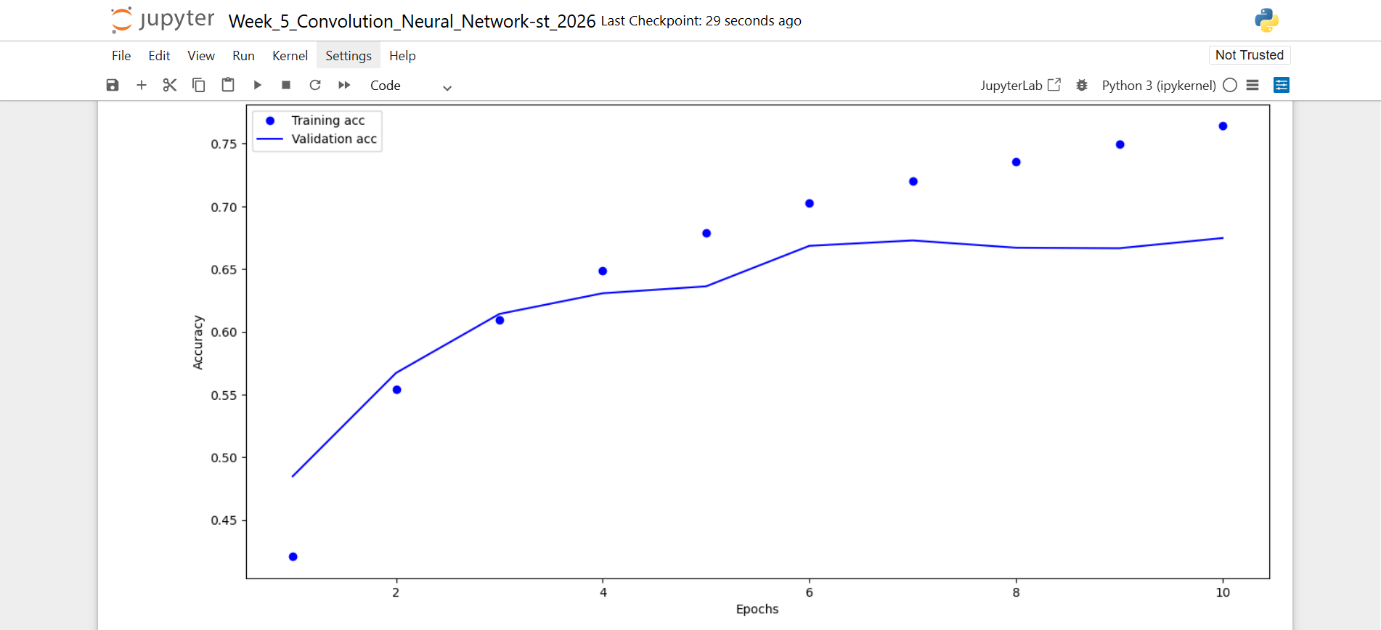 jupyter Week_5_Convolution_Neural_Network-st_2026 Last Checkpoint: 29 seconds ago
File Edit View Run Kernel Settings Help Not Trusted
Code JupyterLab Python 3 (ipykernel)
Training acc
Validation acc
0.75
0.70
0.65
0.60
0.55
0.50
0.45
Accuracy
2 4 6 8 10
Epochs